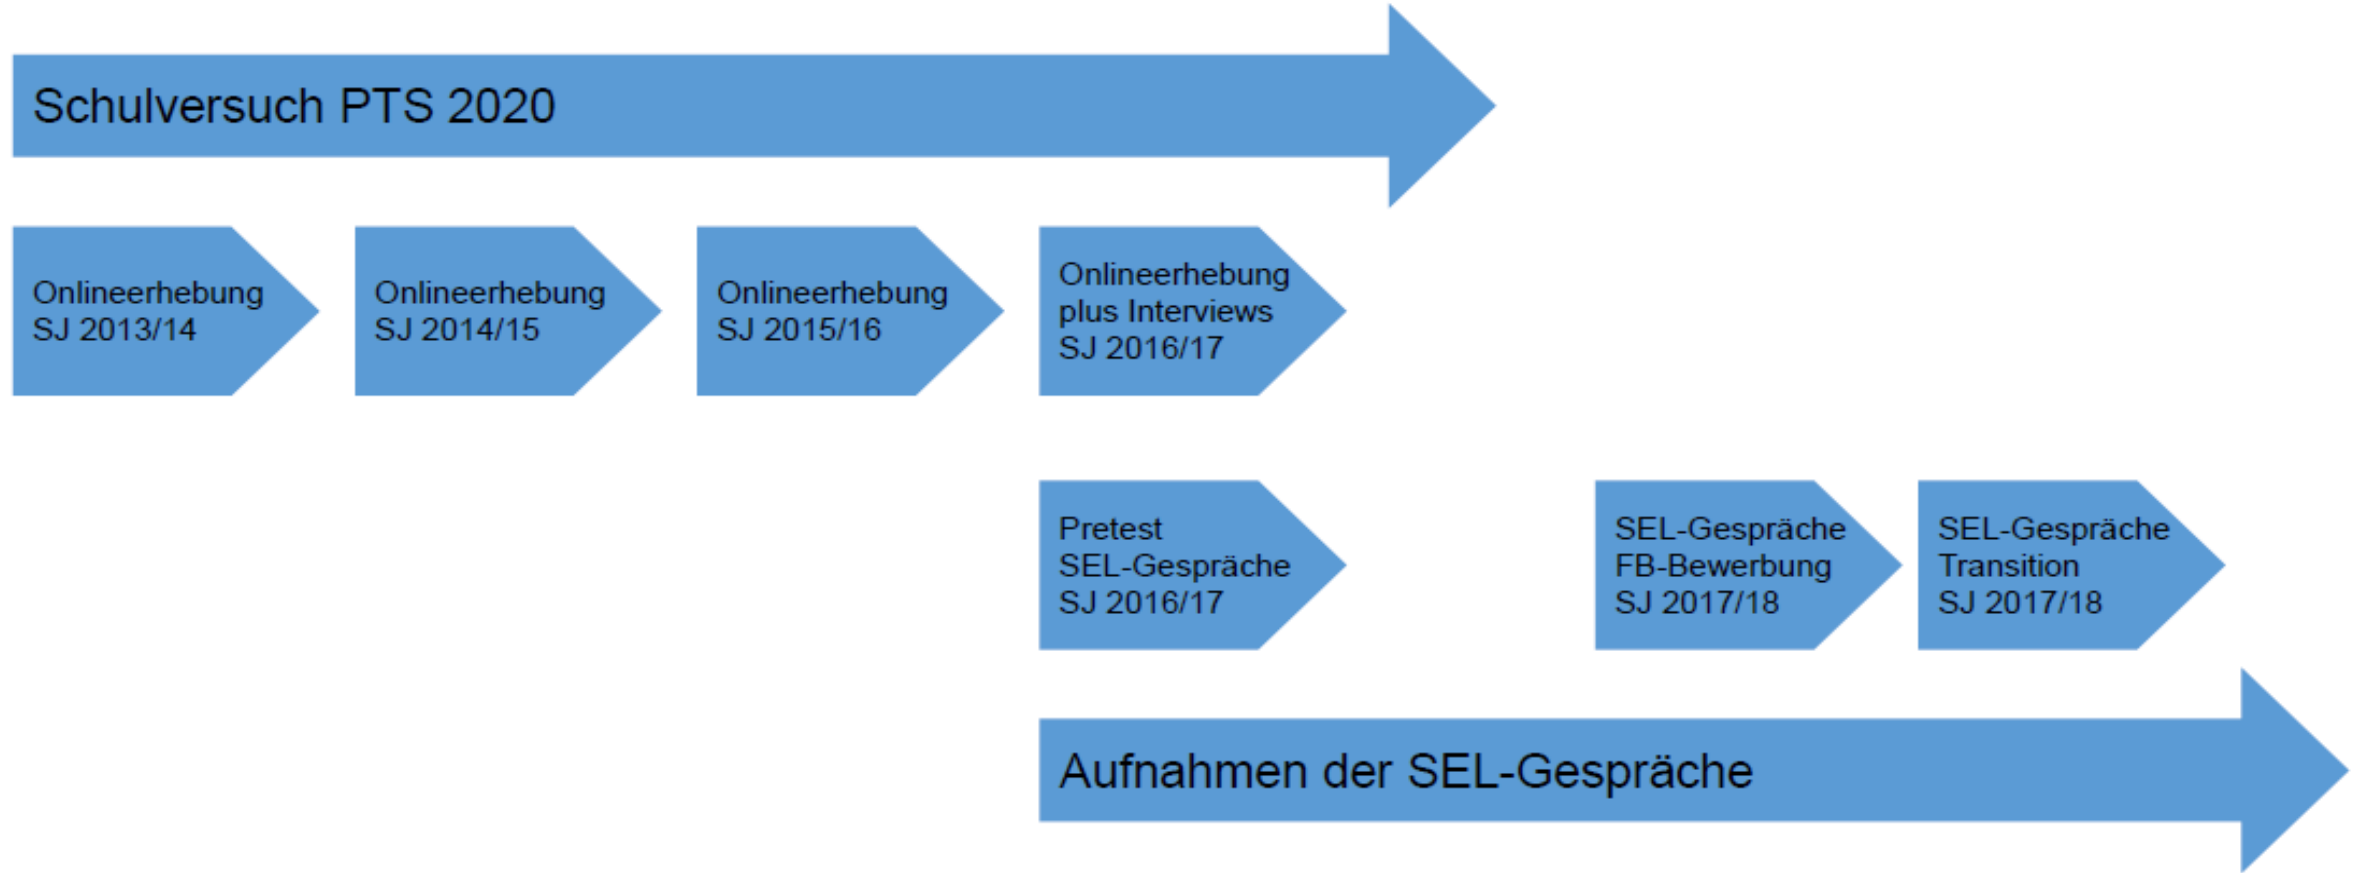 Schulversuch PTS 2020
Onlineerhebung
SJ 2013/14
Onlineerhebung
SJ 2014/15
Onlineerhebung
SJ 2015/16
Onlineerhebung
plus Interviews
SJ 2016/17
Pretest
SEL-Gespräche
SJ 2016/17
SEL-Gespräche
FB-Bewerbung
SJ 2017/18
SEL-Gespräche
Transition
SJ 2017/18
Aufnahmen der SEL-Gespräche